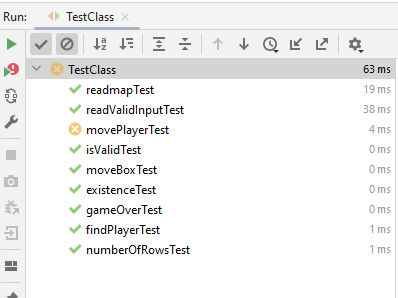 Run: TestClass
TestClass 63 ms
readmapTest 19 ms
readValidInputTest 38 ms
movePlayerTest 4 ms
isValidTest 0 ms
moveBoxTest 0 ms
existenceTest 0 ms
gameOverTest 0 ms
findPlayerTest 1 ms
numberOfRowsTest 1 ms